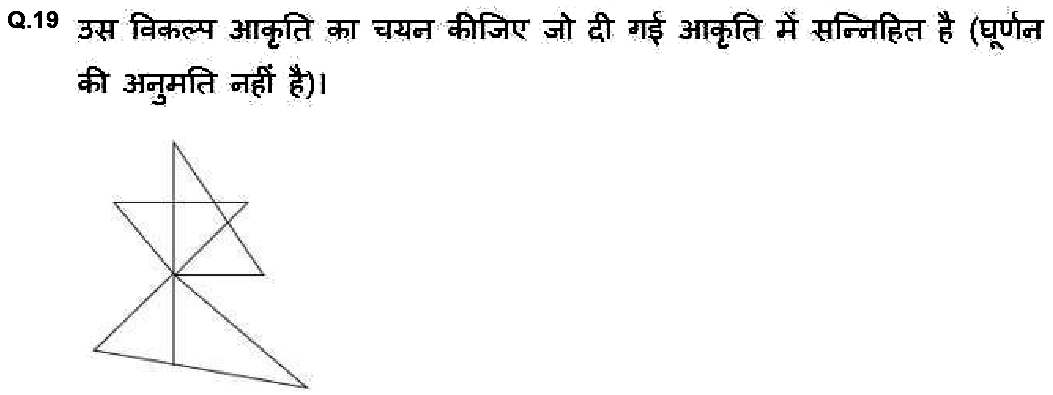 Q.19 उस विकल्प आकृति का चयन कीजिए जो दी गई आकृति में सन्निहित है (घूर्णन
की अनुमति नहीं है)।